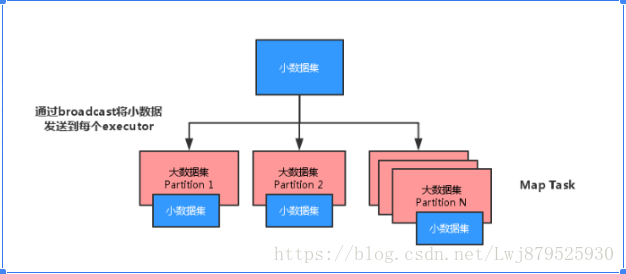 小数据集
通过broadcast将小数据
发送到每个executor
大数据集
Partition 1
小数据集
大数据集
Partition 2
小数据集
大数据集
Partition N
小数据集
Map Task
https://blog.csdn.net/Lwj879525930